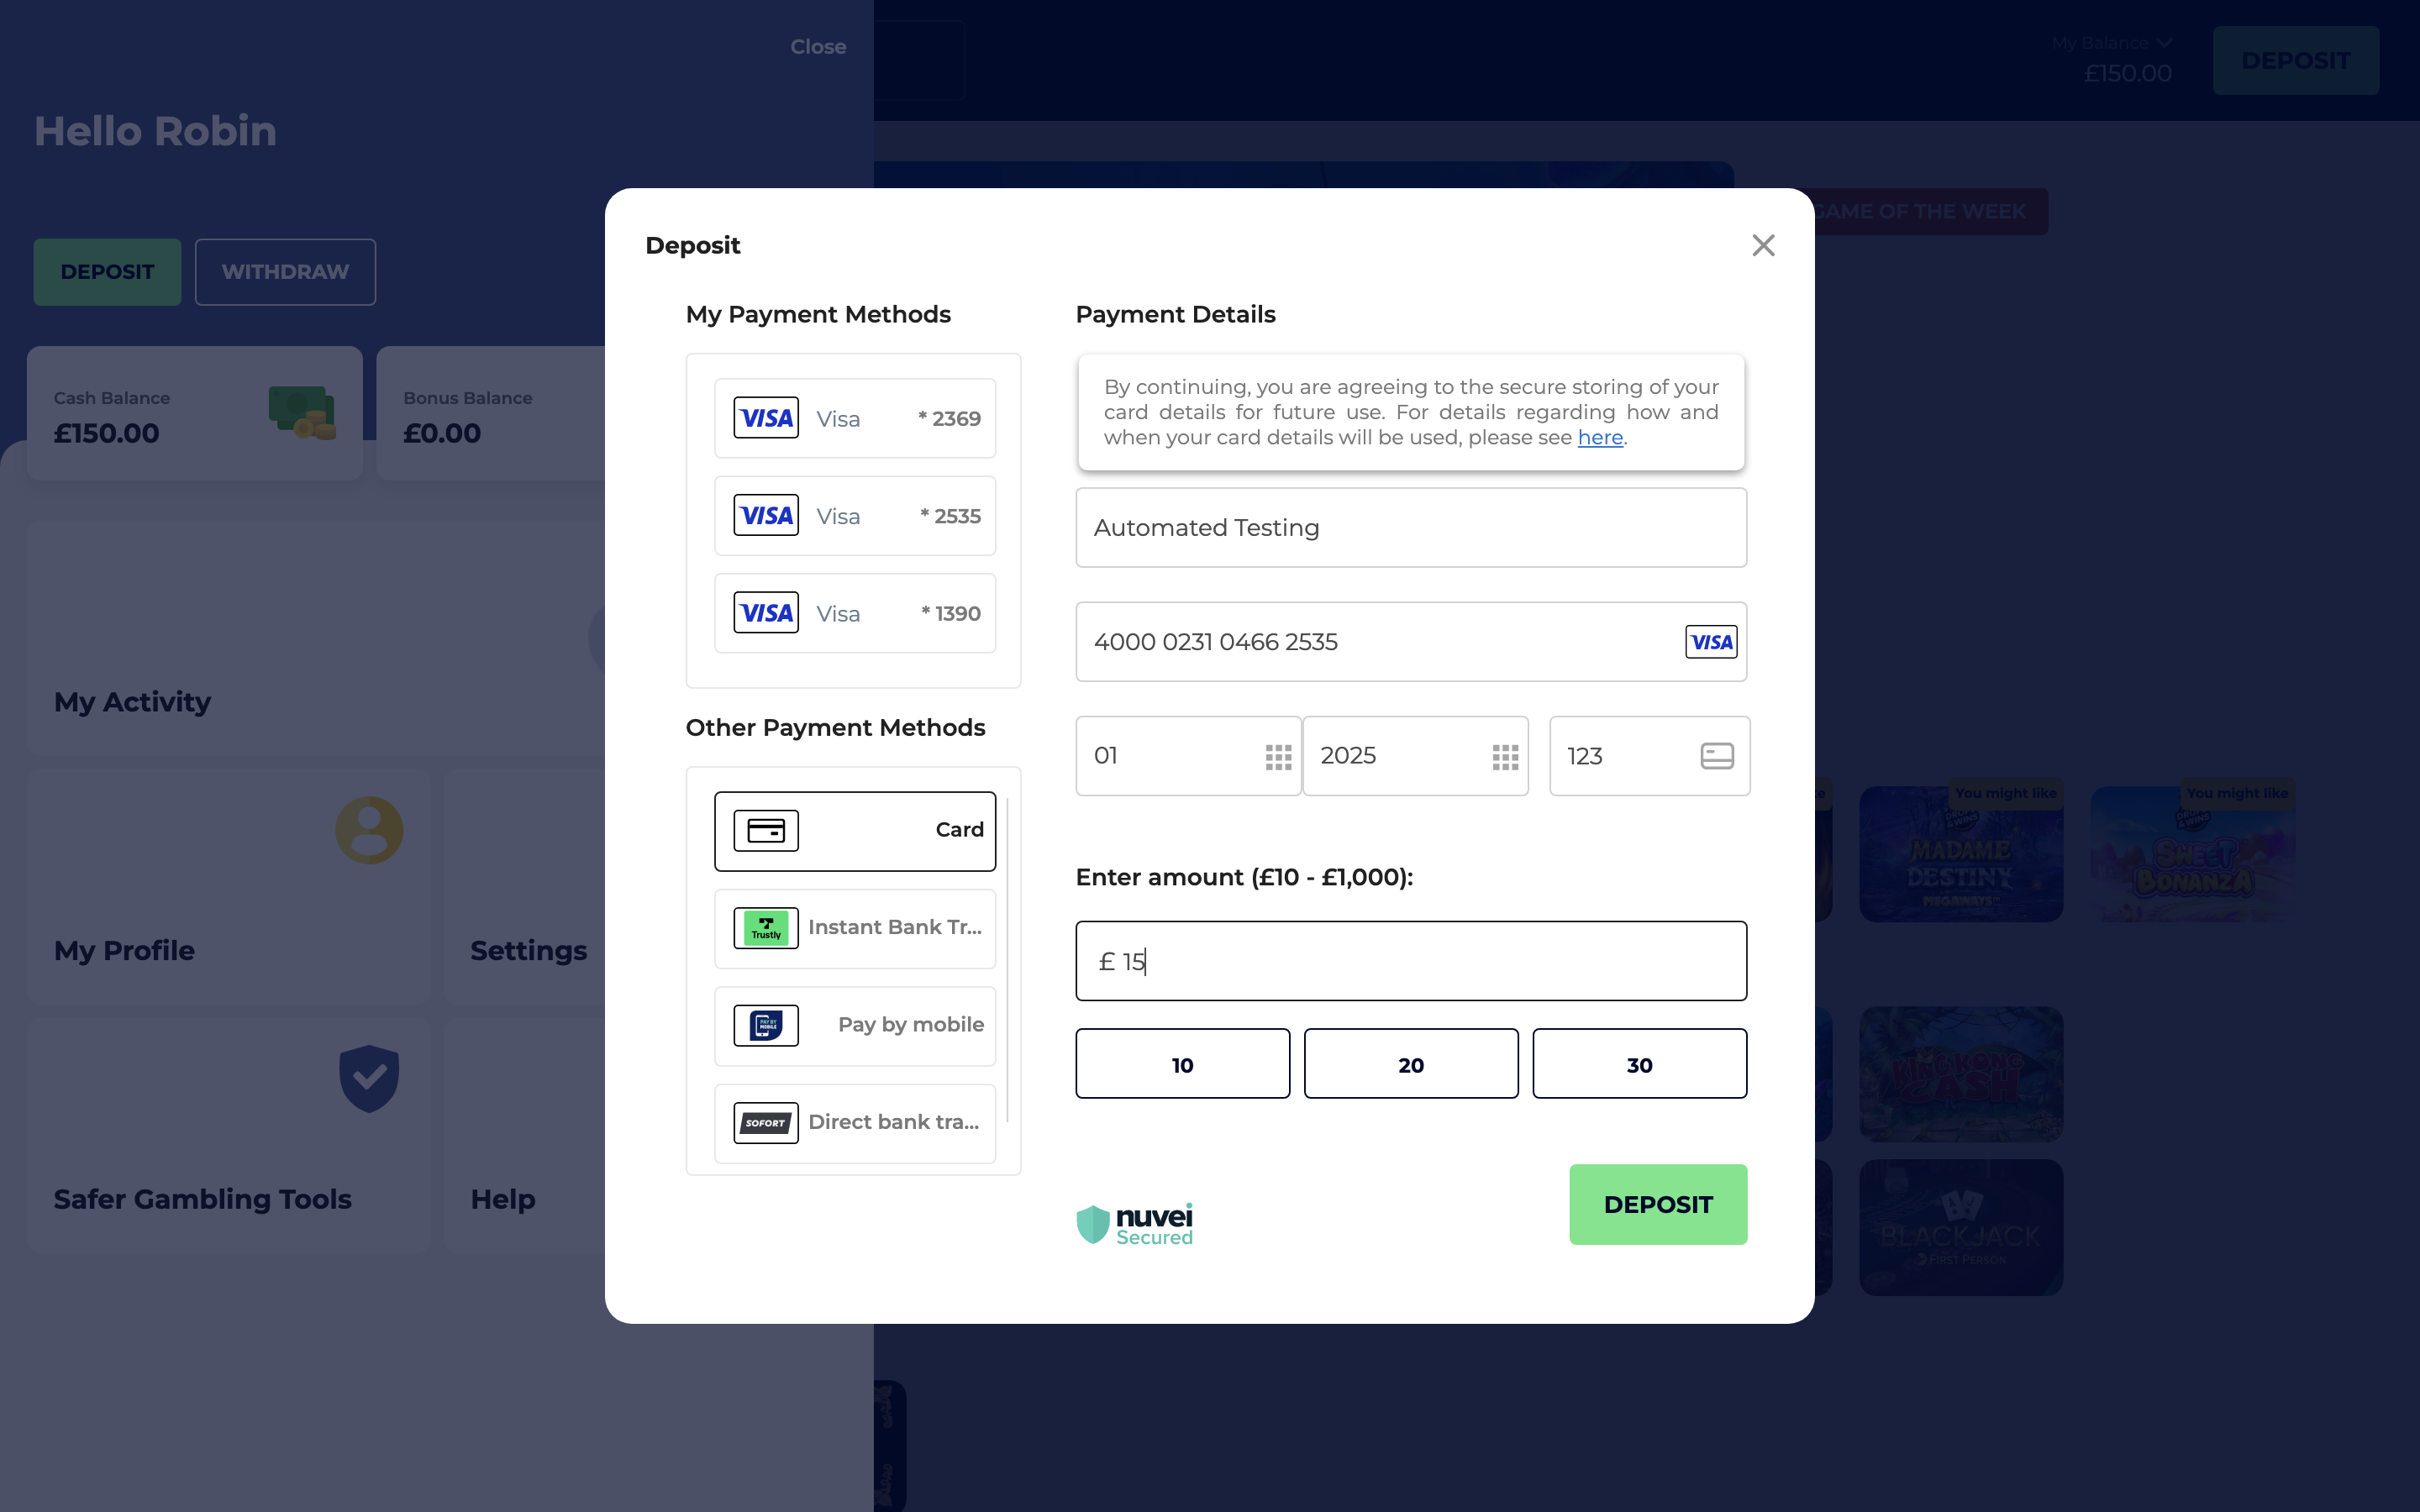 Close
My Balance
£150.00
DEPOSIT
Hello Robin
DEPOSIT
WITHDRAW
Cash Balance
£150.00
Bonus Balance
£0.00
My Activity
My Profile
Settings
Safer Gambling Tools
Help
GAME OF THE WEEK
Deposit
My Payment Methods
VISA Visa * 2369
VISA Visa * 2535
VISA Visa * 1390
Other Payment Methods
Card
Trustly Instant Bank Tr...
PAY BY MOBILE Pay by mobile
SOFORT Direct bank tra...
Payment Details
By continuing, you are agreeing to the secure storing of your
card details for future use. For details regarding how and
when your card details will be used, please see here.
Automated Testing
4000 0231 0466 2535 VISA
01 2025 123
Enter amount (£10 - £1,000):
£ 15
10 20 30
nuvei
Secured
DEPOSIT
You might like
MADAME
DESTINY
MEGAWAYS
You might like
SWEET
BONANZA
KING KONG
CASH
BLACKJACK
FIRST PERSON